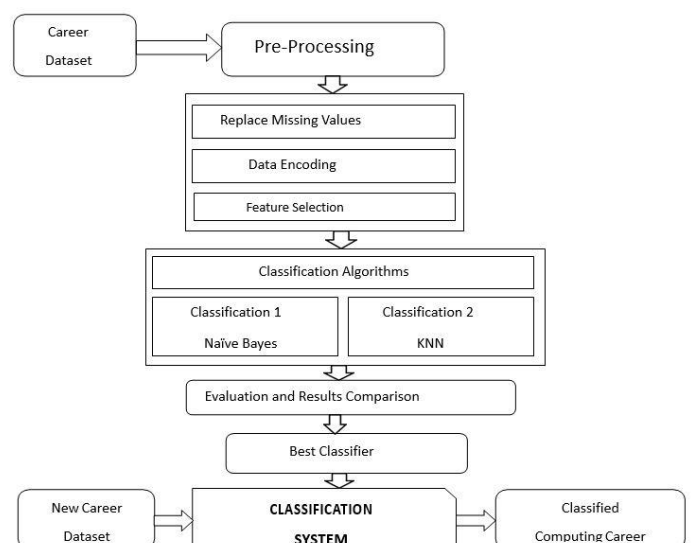 Career
Dataset
Pre-Processing
Replace Missing Values
Data Encoding
Feature Selection
Classification Algorithms
Classification 1
Naïve Bayes
Classification 2
KNN
Evaluation and Results Comparison
Best Classifier
New Career
Dataset
CLASSIFICATION
SYSTEM
Classified
Computing Career